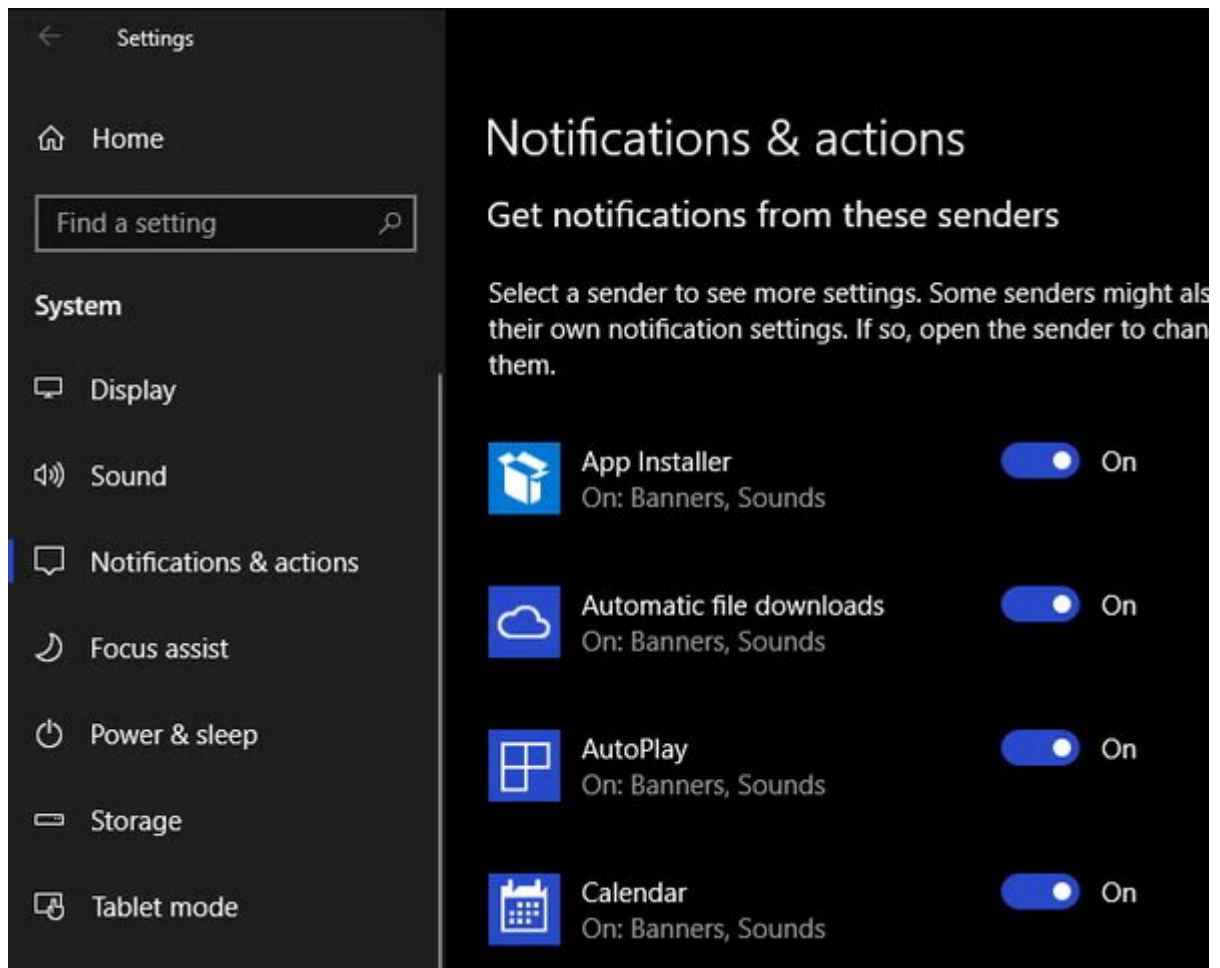 Settings
Home
Find a setting
System
Display
Sound
Notifications & actions
Focus assist
Power & sleep
Storage
Tablet mode
Notifications & actions
Get notifications from these senders
Select a sender to see more settings. Some senders might als
their own notification settings. If so, open the sender to chan
them.
App Installer
On: Banners, Sounds
On
Automatic file downloads
On: Banners, Sounds
On
AutoPlay
On: Banners, Sounds
On
Calendar
On: Banners, Sounds
On